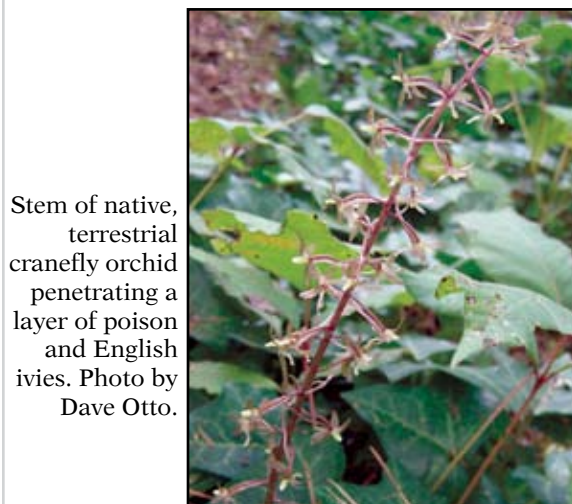 Stem of native,
terrestrial
cranefly orchid
penetrating a
layer of poison
and English
ivies. Photo by
Dave Otto.